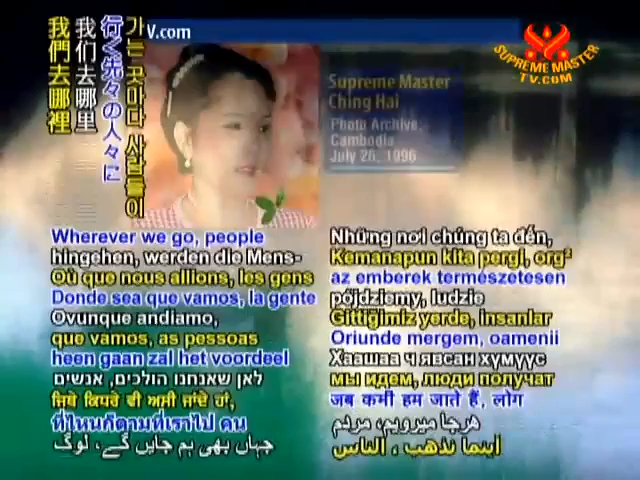 V.com
SUPREME MASTER
TV.COM
Supreme Master
Ching Hai
Photo Archive,
Cambodia
July 26, 1996
我們去哪裡
我们去哪里
行く先々の人々に
가는 곳마다 사람들이
Wherever we go, people
hingehen, werden die Mens-
Où que nous allions, les gens
Donde sea que vamos, la gente
Ovunque andiamo,
que vamos, as pessoas
heen gaan zal het voordeel
לאן שאנחנו הולכים, אנשים
ਜਿਥੇ ਕਿਧਰੇ ਵੀ ਅਸੀ ਜਾਂਦੇ ਹਾਂ,
ที่ไหนก็ตามที่เราไป คน
جہاں بھی ہم جایں گے، لوگ
Những nơi chúng ta đến,
Kemanapun kita pergi, org²
az emberek természetesen
pójdziemy, ludzie
Gittiğimiz yerde, insanlar
Oriunde mergem, oamenii
Хаашаа ч явсан хүмүүс
мы идем, люди получат
जब कभी हम जाते हैं, लोग
هرجا میرویم، مردم
أينما نذهب ، الناس